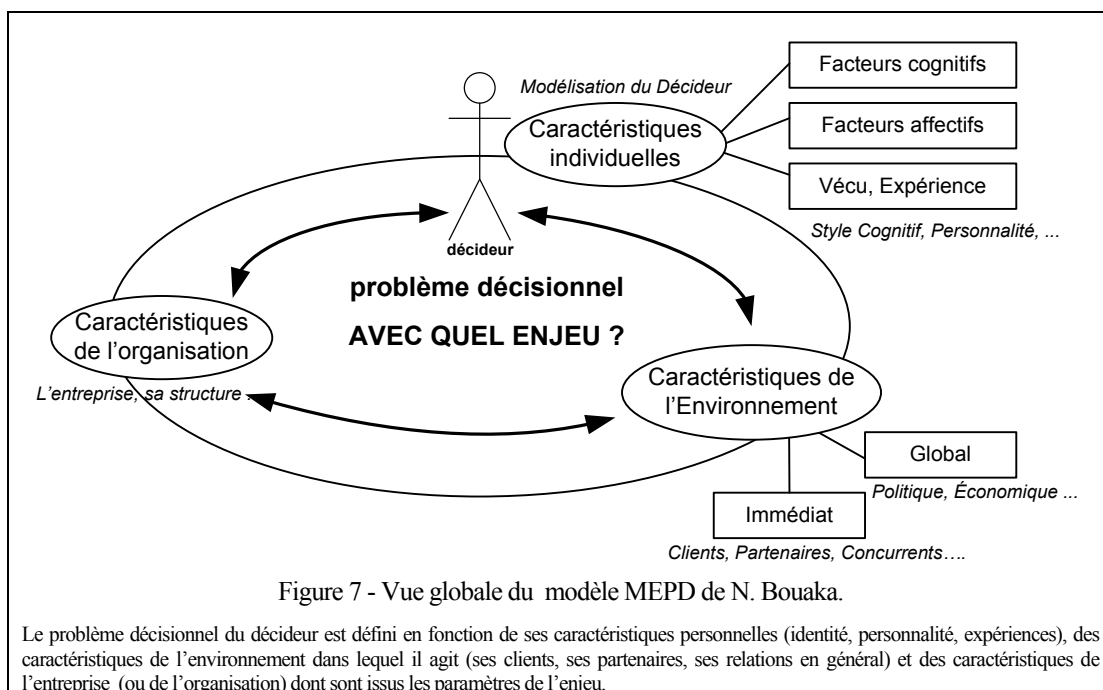 Modélisation du Décideur
Caractéristiques
individuelles
Facteurs cognitifs
Facteurs affectifs
Vécu, Expérience
Style Cognitif, Personnalité, ...
décideur
problème décisionnel
AVEC QUEL ENJEU ?
Caractéristiques
de l'organisation
L'entreprise, sa structure .
Caractéristiques de
l'Environnement
Global
Politique, Économique ...
Immédiat
Clients, Partenaires, Concurrents….
Figure 7 - Vue globale du modèle MEPD de N. Bouaka.
Le problème décisionnel du décideur est défini en fonction de ses caractéristiques personnelles (identité, personnalité, expériences), des
caractéristiques de l'environnement dans lequel il agit (ses clients, ses partenaires, ses relations en général) et des caractéristiques de
l'entreprise (ou de l'organisation) dont sont issus les paramètres de l'enjeu.